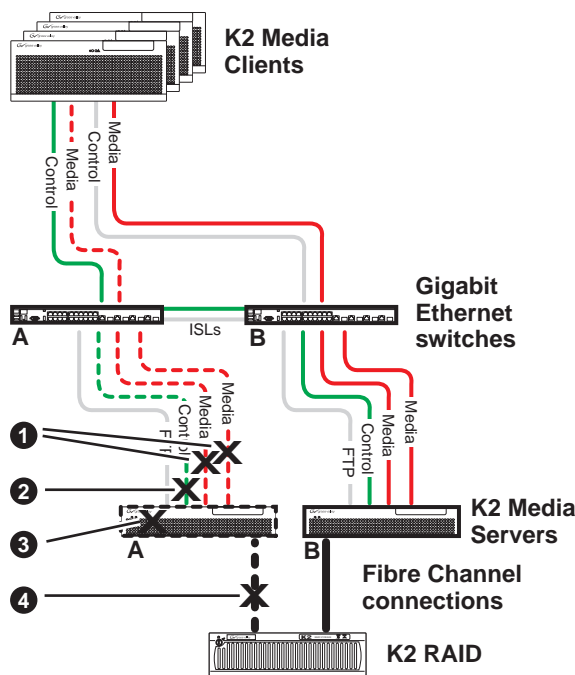 K2 Media
Clients
Control
Media
Control
Media
Gigabit
Ethernet
switches
A
ISLs
B
FTP
Control
Media
Media
FTP
Control
Media
Media
1
2
3
4
A
B
K2 Media
Servers
Fibre Channel
connections
K2
K2 RAID